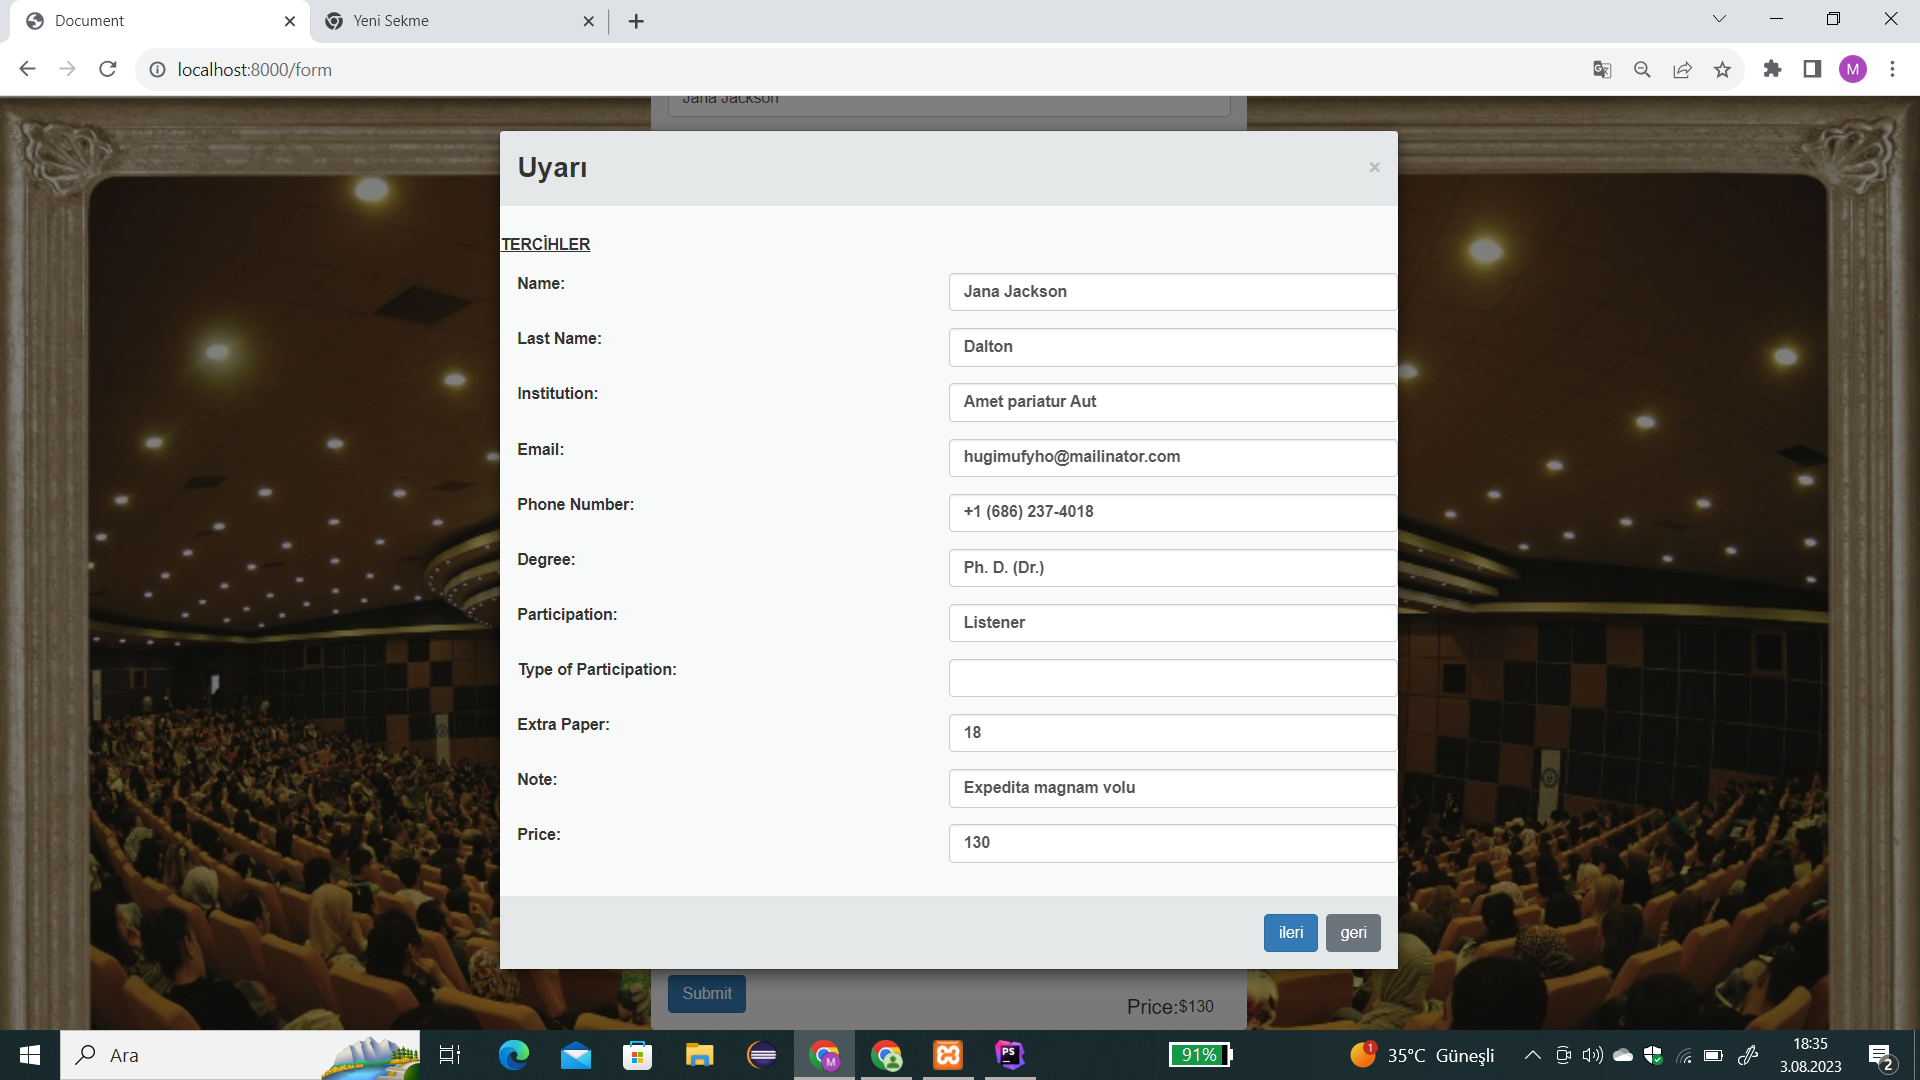 Document
Yeni Sekme
localhost:8000/form
M
Jana Jackson
Uyarı
×
TERCİHLER
Name:
Jana Jackson
Last Name:
Dalton
Institution:
Amet pariatur Aut
Email:
hugimufyho@mailinator.com
Phone Number:
+1 (686) 237-4018
Degree:
Ph. D. (Dr.)
Participation:
Listener
Type of Participation:
Extra Paper:
18
Note:
Expedita magnam volu
Price:
130
ileri
geri
Submit
Price:$130
Ara
M
PS
91%
1
35°C Güneşli
18:35
3.08.2023
2